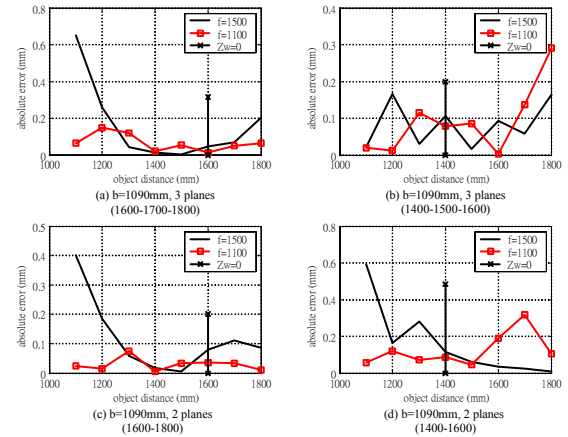 0.8
f=1500
f=1100
Zw=0
0.6
0.4
0.2
0
absolute error (mm)
1000
1200
1400
1600
1800
object distance (mm)
(a) b=1090mm, 3 planes
(1600-1700-1800)
0.4
f=1500
f=1100
Zw=0
0.3
0.2
0.1
0
absolute error (mm)
1000
1200
1400
1600
1800
object distance (mm)
(b) b=1090mm, 3 planes
(1400-1500-1600)
0.5
f=1500
f=1100
Zw=0
0.4
0.3
0.2
0.1
0
absolute error (mm)
1000
1200
1400
1600
1800
object distance (mm)
(c) b=1090mm, 2 planes
(1600-1800)
0.8
f=1500
f=1100
Zw=0
0.6
0.4
0.2
0
absolute error (mm)
1000
1200
1400
1600
1800
object distance (mm)
(d) b=1090mm, 2 planes
(1400-1600)